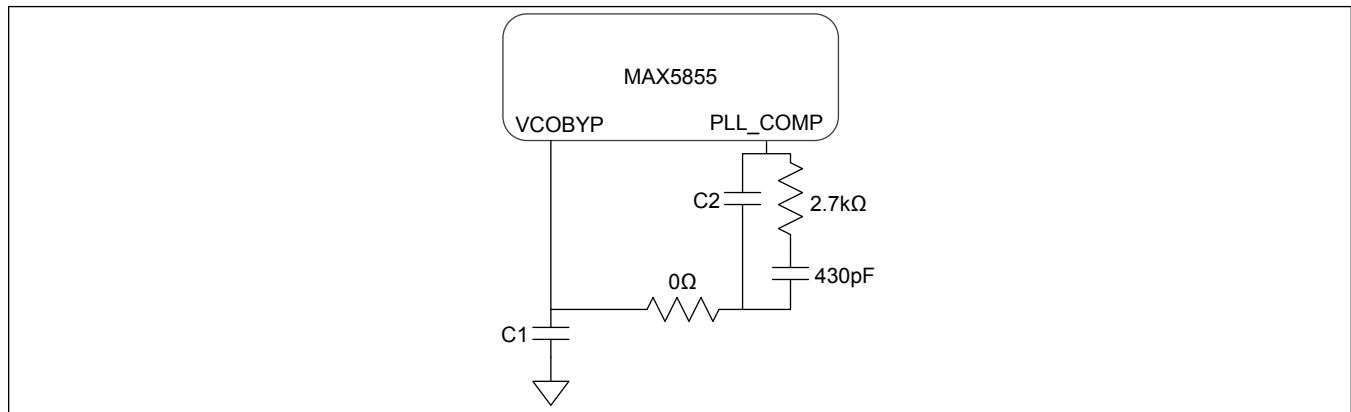 MAX5855
VCOBYP
PLL_COMP
C2
2.7kΩ
430pF
0Ω
C1